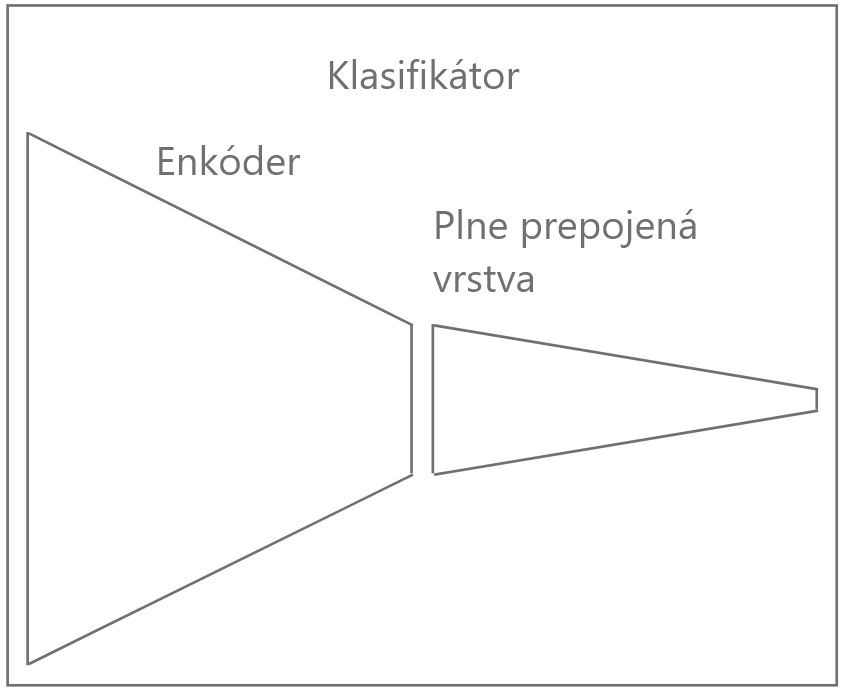 Klasifikátor
Enkóder
Plne prepojená
vrstva